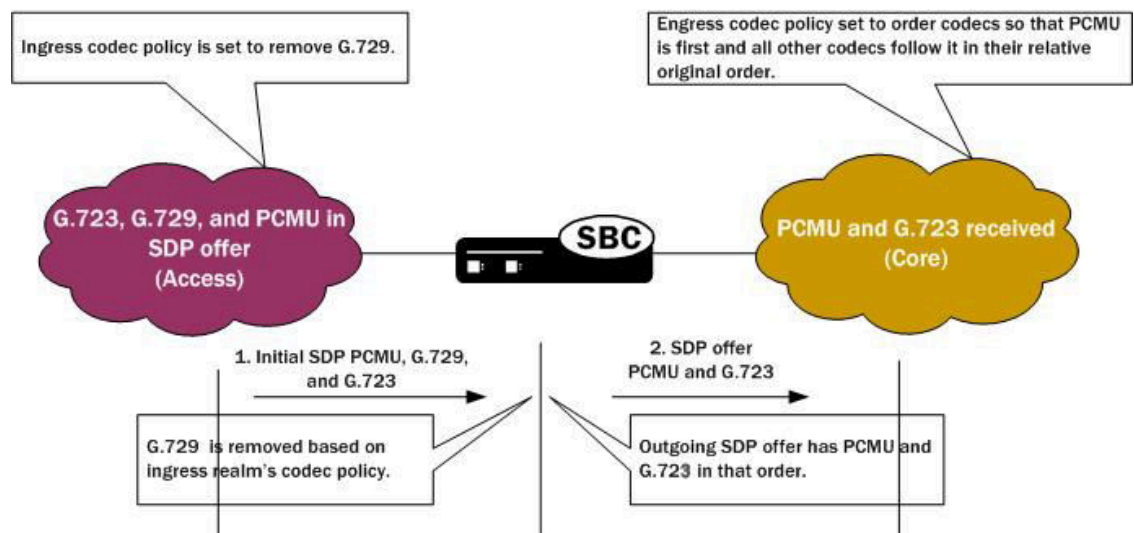 Ingress codec policy is set to remove G.729.
Engress codec policy set to order codecs so that PCMU
is first and all other codecs follow it in their relative
original order.
G.723, G.729, and PCMU in
SDP offer
(Access)
SBC
PCMU and G.723 received
(Core)
1. Initial SDP PCMU, G.729,
and G.723
2. SDP offer
PCMU and G.723
G.729 is removed based on
ingress realm's codec policy.
Outgoing SDP offer has PCMU and
G.723 in that order.